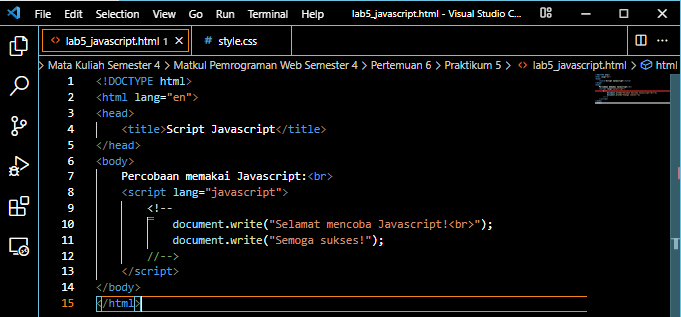 File Edit Selection View Go Run Terminal Help lab5_javascript.html - Visual Studio C...
lab5_javascript.html 1 style.css
Mata Kuliah Semester 4 > Matkul Pemrograman Web Semester 4 > Pertemuan 6 > Praktikum 5 > lab5_javascript.html > html
1 <!DOCTYPE html>
2 <html lang="en">
3 <head>
4 <title>Script Javascript</title>
5 </head>
6 <body>
7 Percobaan memakai Javascript:<br>
8 <script lang="javascript">
9 <!--
10 document.write("Selamat mencoba Javascript!<br>");
11 document.write("Semoga sukses!");
12 //-->
13 </script>
14 </body>
15 </html>